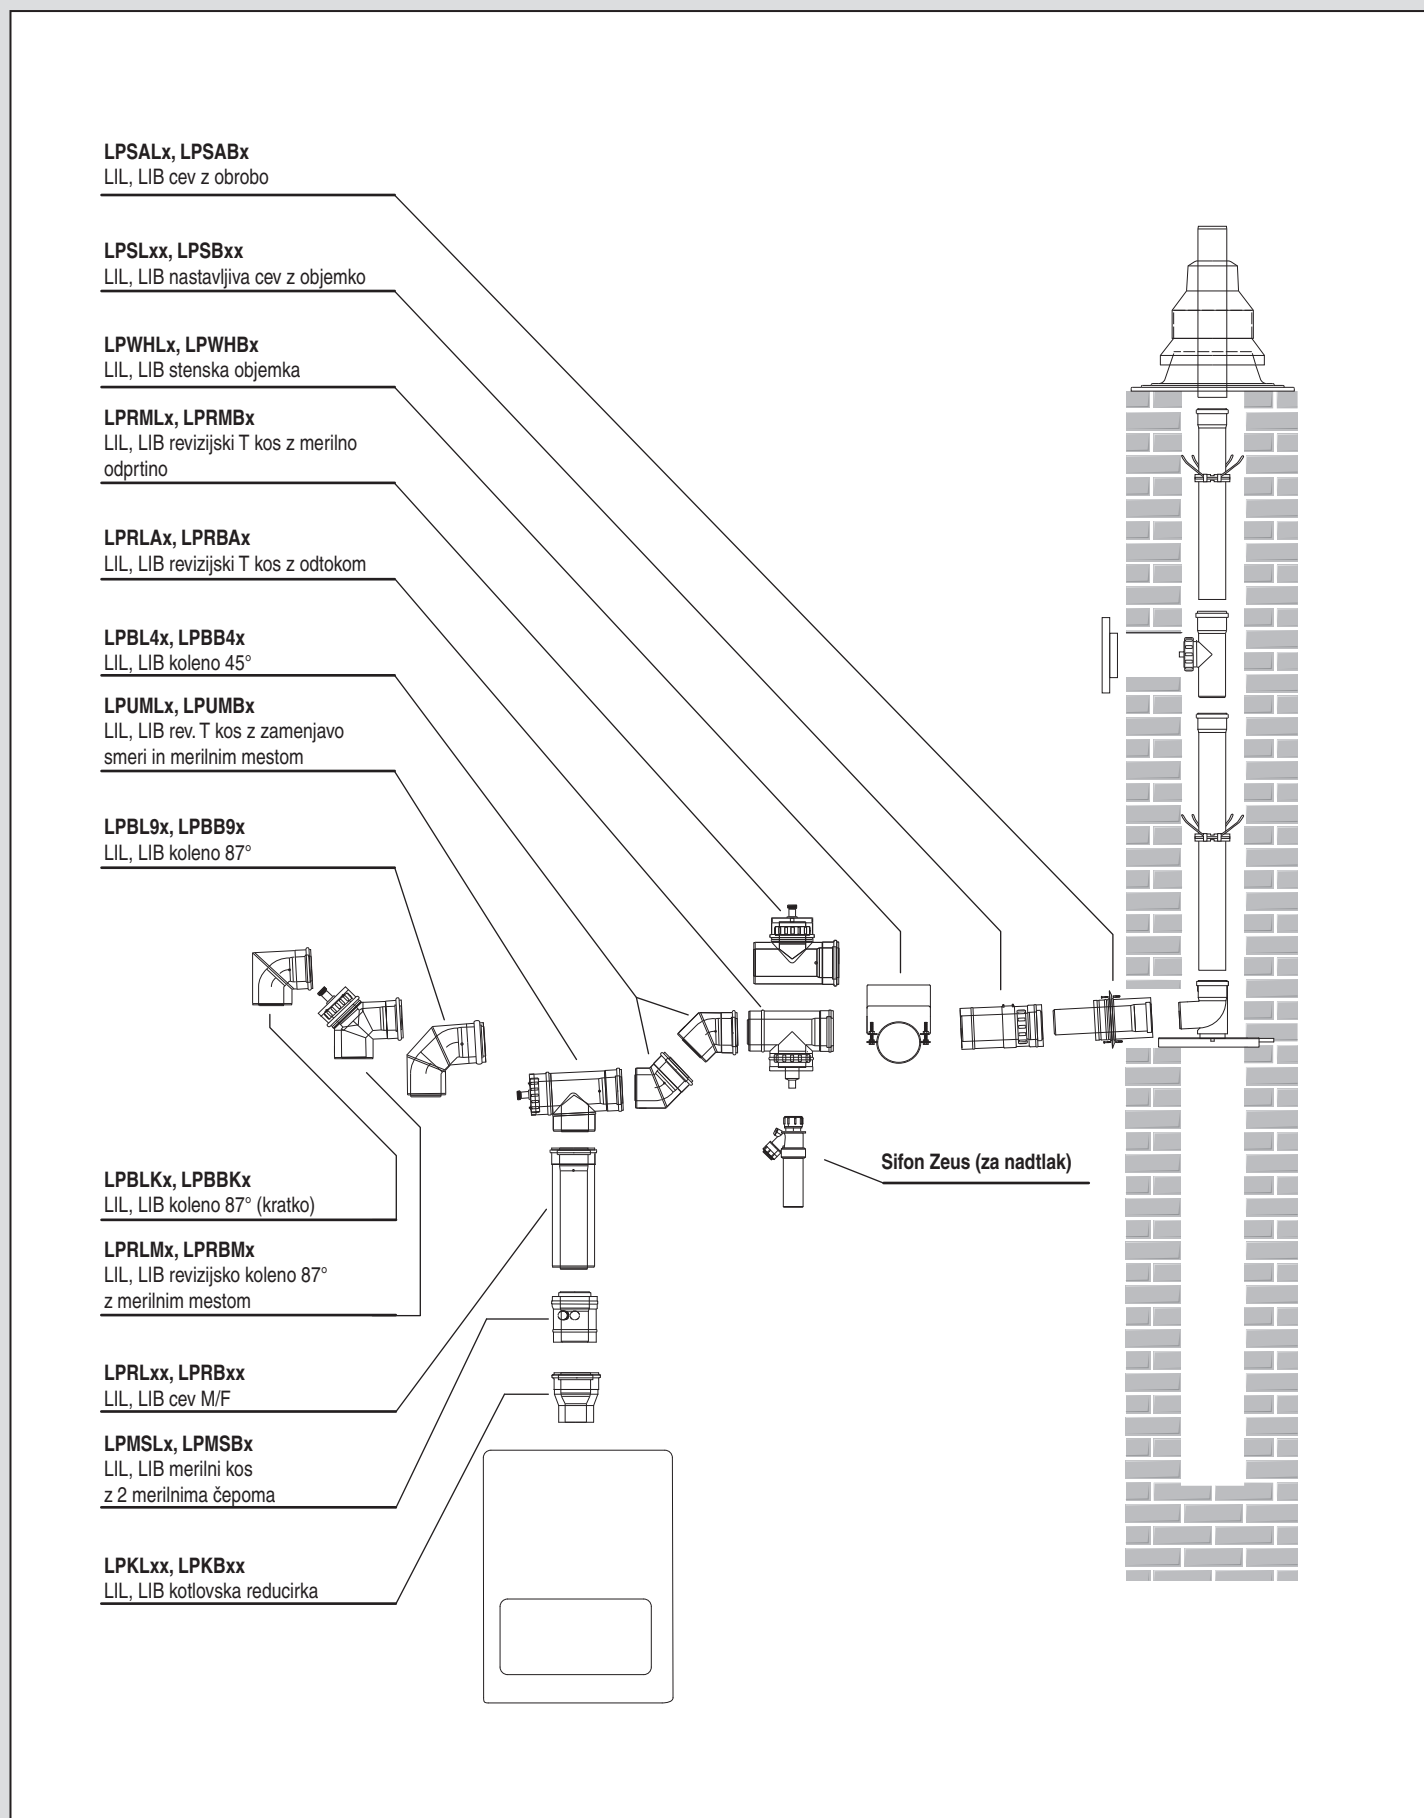 LPSALx, LPSABx
LIL, LIB cev z obrobo
LPSLxx, LPSBxx
LIL, LIB nastavljiva cev z objemko
LPWHLx, LPWHBx
LIL, LIB stenska objemka
LPRMLx, LPRMBx
LIL, LIB revizijski T kos z merilno
odprtino
LPRLAx, LPRBAx
LIL, LIB revizijski T kos z odtokom
LPBL4x, LPBB4x
LIL, LIB koleno 45°
LPUMLx, LPUMBx
LIL, LIB rev. T kos z zamenjavo
smeri in merilnim mestom
LPBL9x, LPBB9x
LIL, LIB koleno 87°
LPBLKx, LPBBKx
LIL, LIB koleno 87° (kratko)
LPRLMx, LPRBMx
LIL, LIB revizijsko koleno 87°
z merilnim mestom
LPRLxx, LPRBxx
LIL, LIB cev M/F
LPMSLx, LPMSBx
LIL, LIB merilni kos
z 2 merilnima čepoma
LPKLxx, LPKBxx
LIL, LIB kotlovska reducirka
Sifon Zeus (za nadtlak)